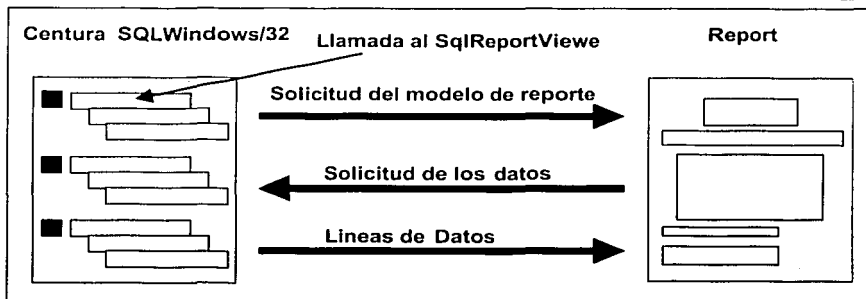 Centura SQLWindows/32
Llamada al SqlReportViewe
Report
Solicitud del modelo de reporte
Solicitud de los datos
Lineas de Datos